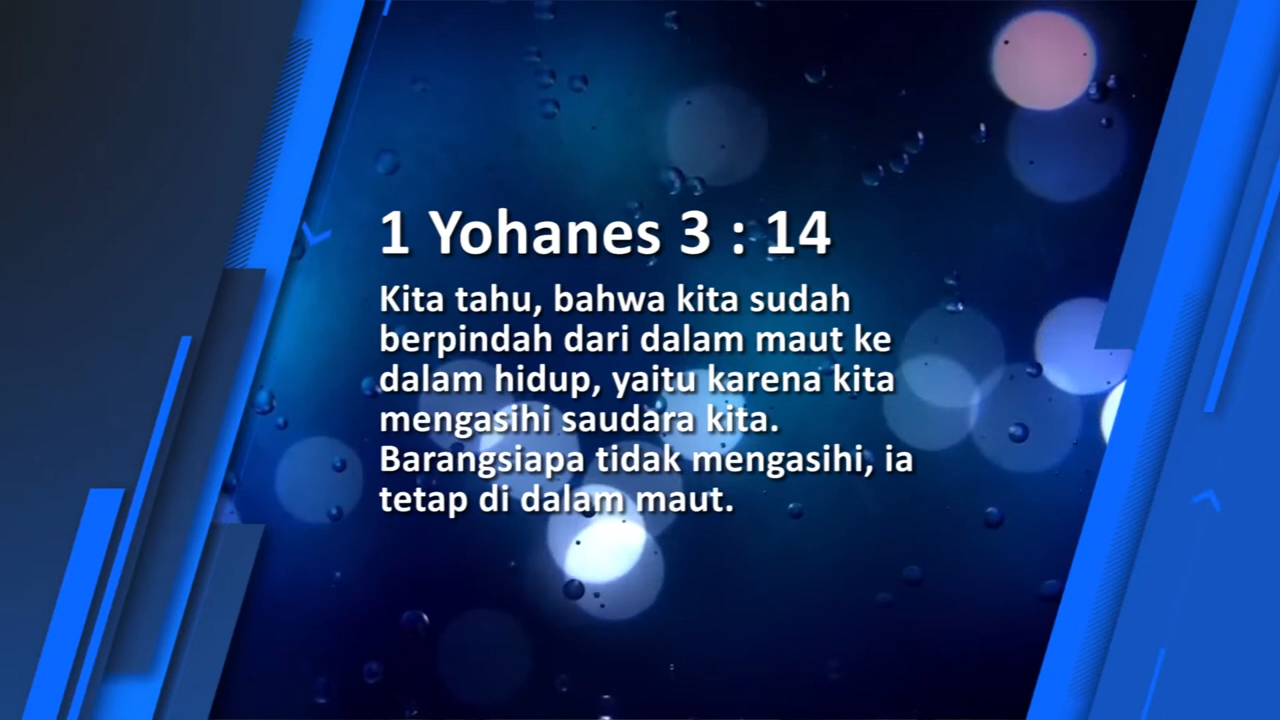 1 Yohanes 3 : 14
Kita tahu, bahwa kita sudah
berpindah dari dalam maut ke
dalam hidup, yaitu karena kita
mengasihi saudara kita.
Barangsiapa tidak mengasihi, ia
tetap di dalam maut.